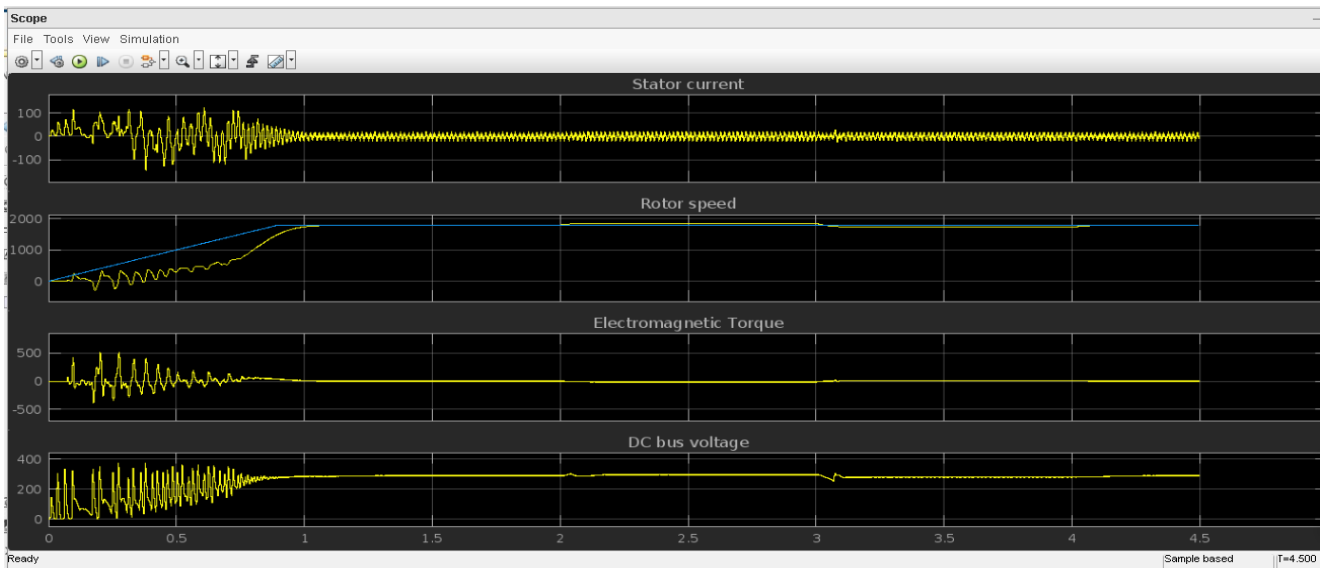 Scope
File Tools View Simulation
Stator current
100
0
-100
Rotor speed
2000
1000
0
Electromagnetic Torque
500
0
-500
DC bus voltage
400
200
0
0 0.5 1 1.5 2 2.5 3 3.5 4 4.5
Ready Sample based T=4.500